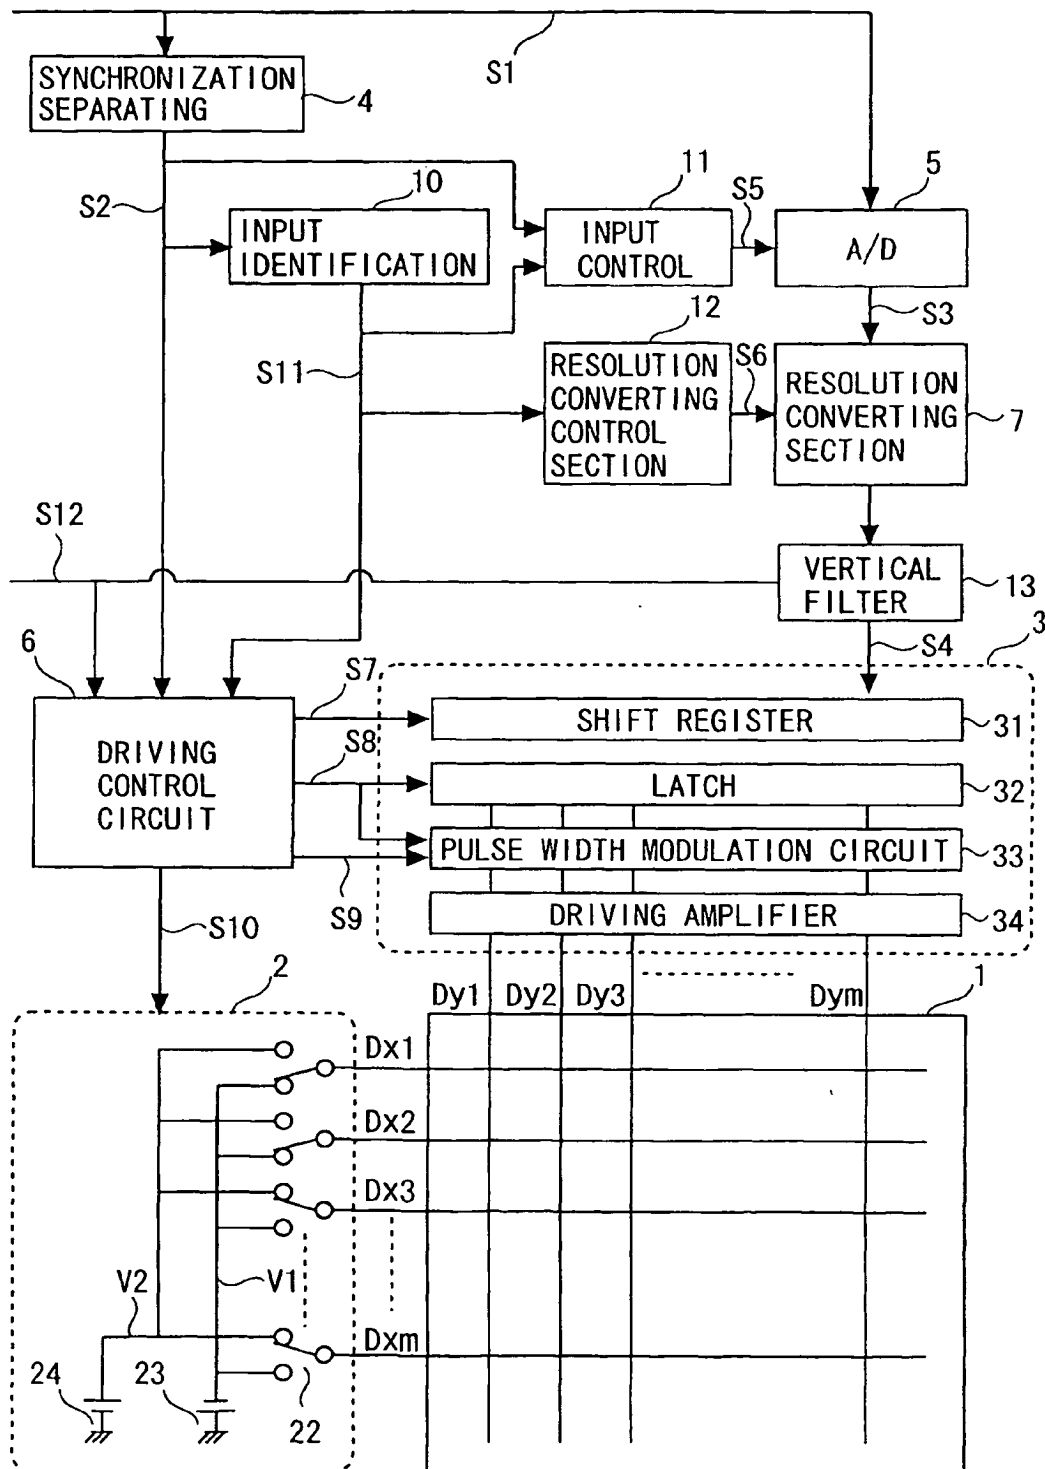 S1
SYNCHRONIZATION
SEPARATING
4
S2
10
11
S5
5
INPUT
IDENTIFICATION
INPUT
CONTROL
A/D
S3
12
S11
S6
RESOLUTION
CONVERTING
CONTROL
SECTION
RESOLUTION
CONVERTING
SECTION
7
S12
VERTICAL
FILTER
13
6
S4
3
S7
SHIFT REGISTER
31
DRIVING
CONTROL
CIRCUIT
S8
LATCH
32
PULSE WIDTH MODULATION CIRCUIT
33
S9
DRIVING AMPLIFIER
34
S10
2
1
Dy1
Dy2
Dy3
Dym
Dx1
Dx2
Dx3
V2
V1
Dxm
24
23
22